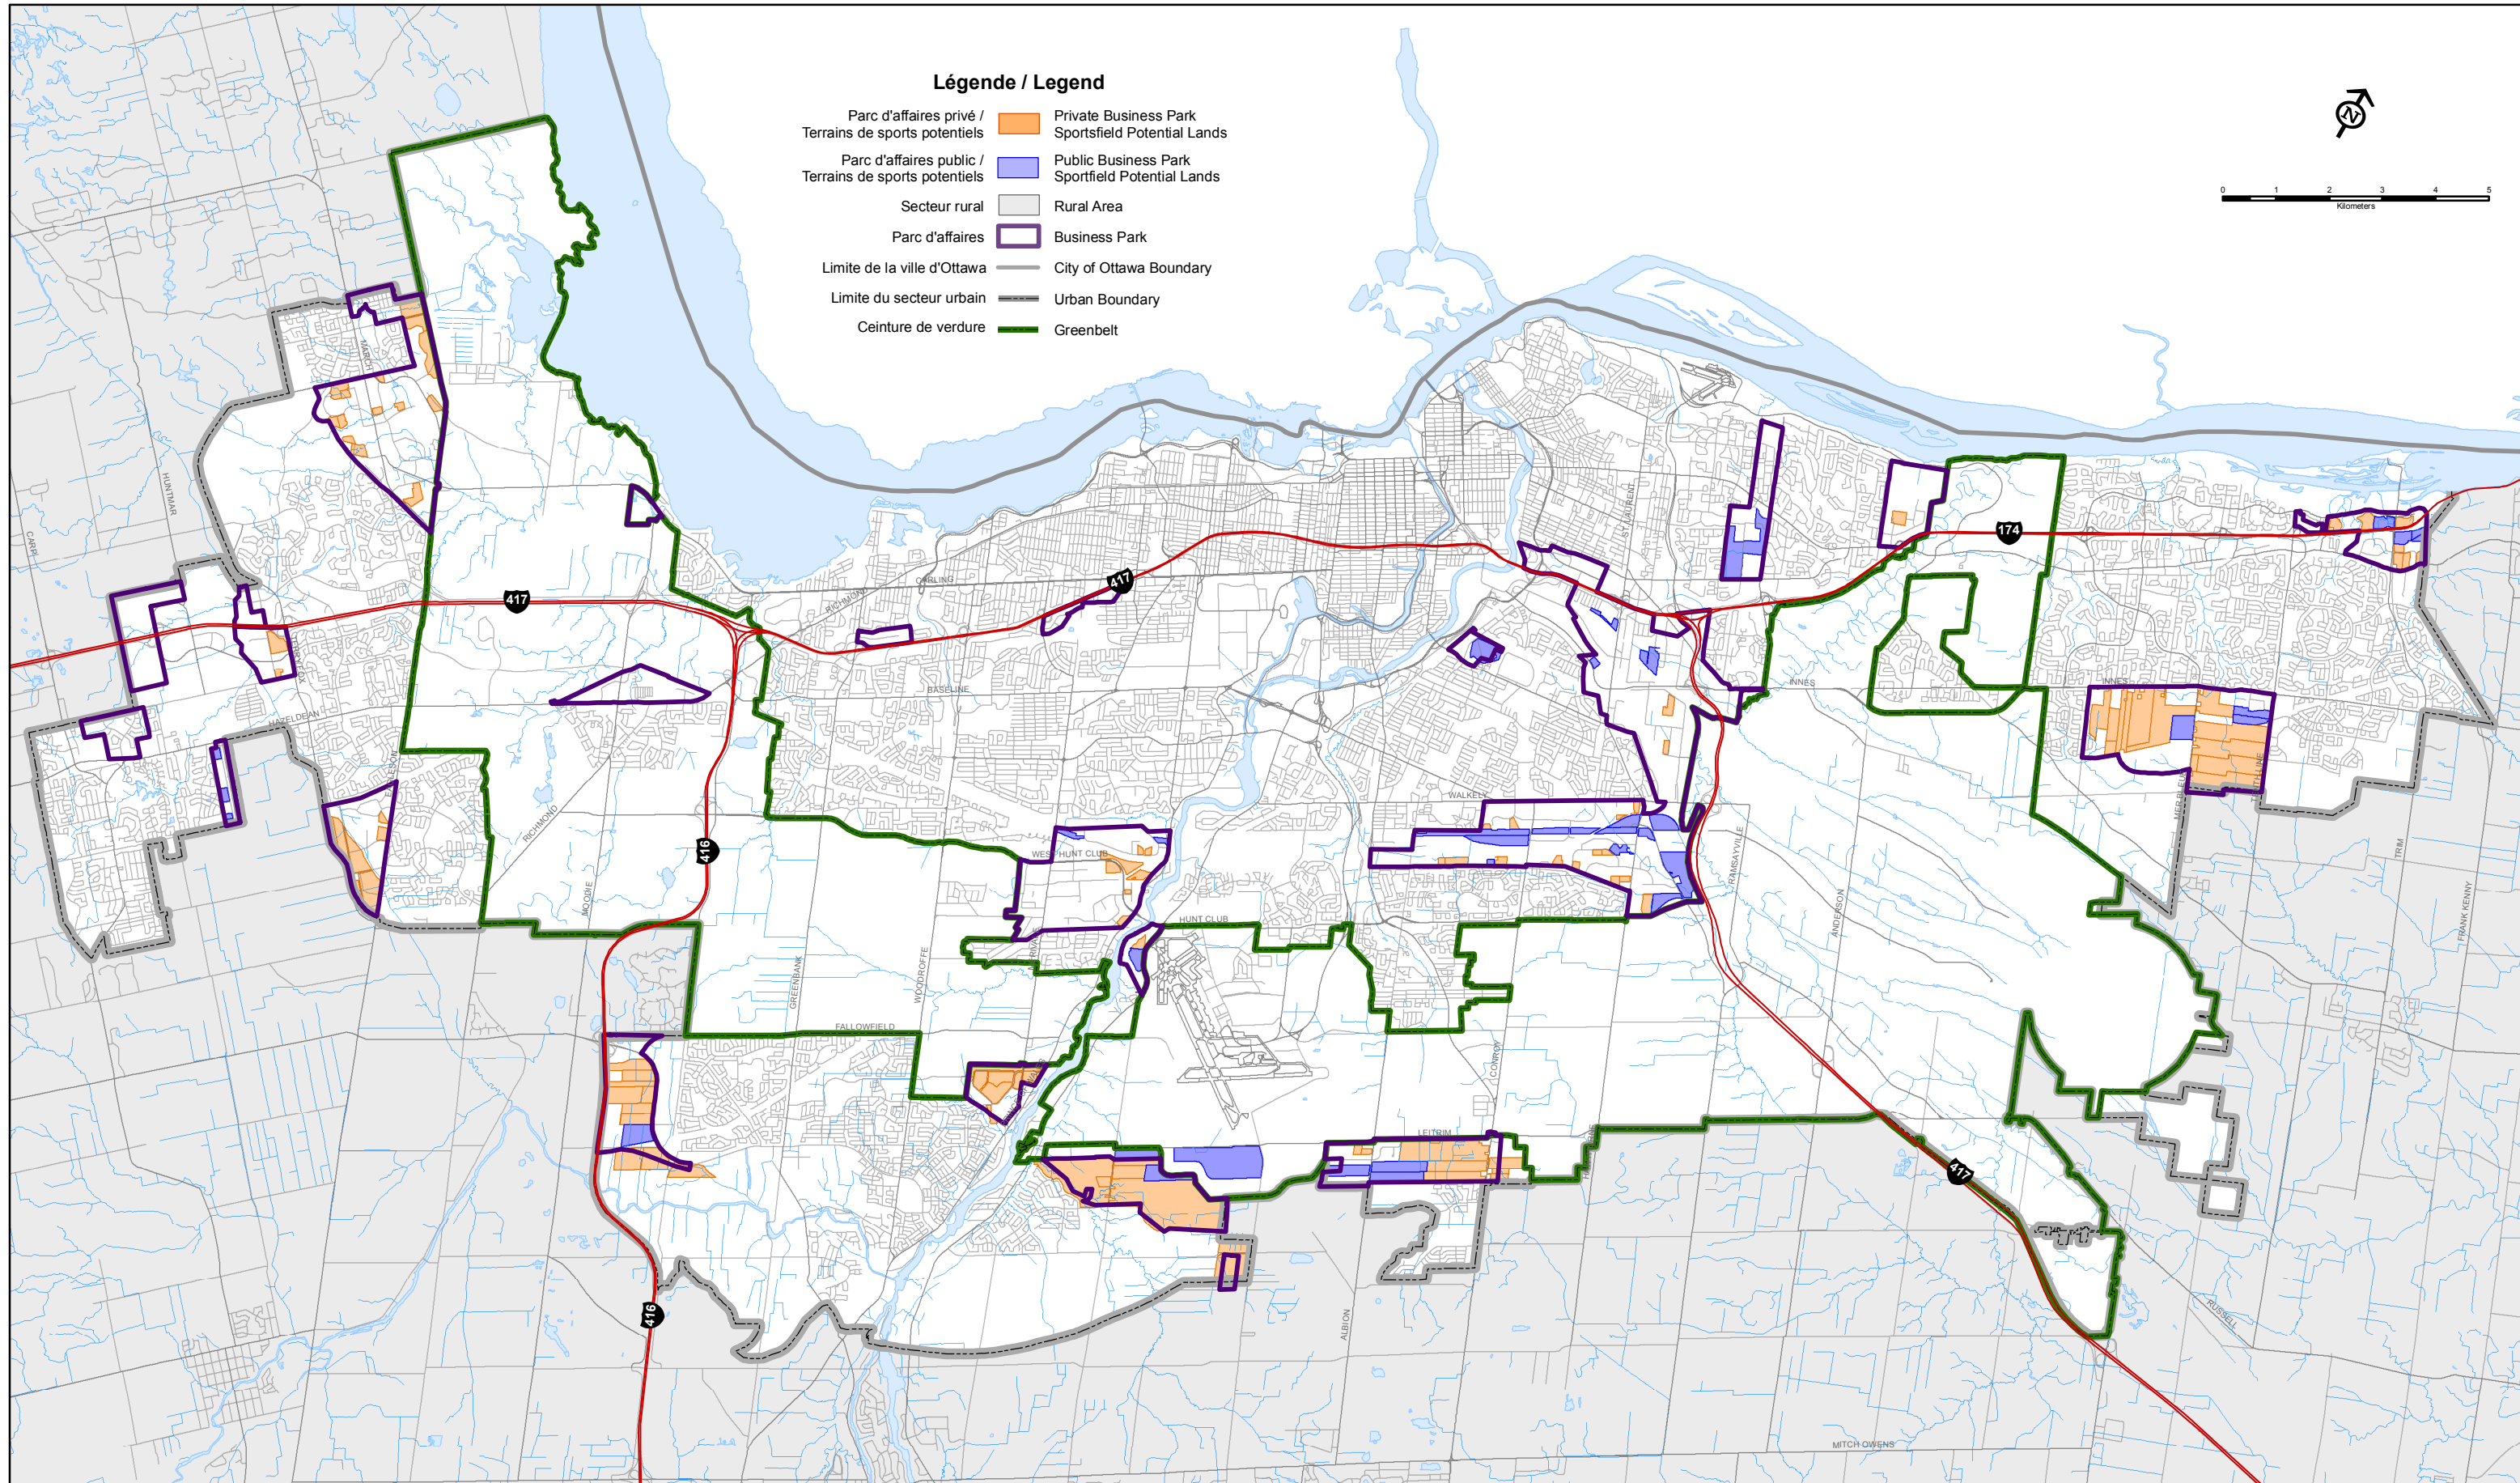 Légende / Legend
Parc d'affaires privé /
Terrains de sports potentiels
Private Business Park
Sportsfield Potential Lands
Parc d'affaires public /
Terrains de sports potentiels
Public Business Park
Sportfield Potential Lands
Secteur rural
Rural Area
Parc d'affaires
Business Park
Limite de la ville d'Ottawa
City of Ottawa Boundary
Limite du secteur urbain
Urban Boundary
Ceinture de verdure
Greenbelt
N
0 1 2 3 4 5
Kilometers
MARCH
HUNTMAR
CARP
417
HAZELDEAN
EAGLESON
RICHMOND
MOODIE
416
CARLING
RICHMOND
417
BASELINE
ST LAURENT
174
INNES
INNES
WALKELY
WEST HUNT CLUB
HUNT CLUB
RAMSAYVILLE
ANDERSON
TRIM
FRANK KENNY
GREENBANK
WOODROFFE
FALLOWFIELD
CONROY
LEITRIM
417
416
ALBION
RUSSELL
MITCH OWENS